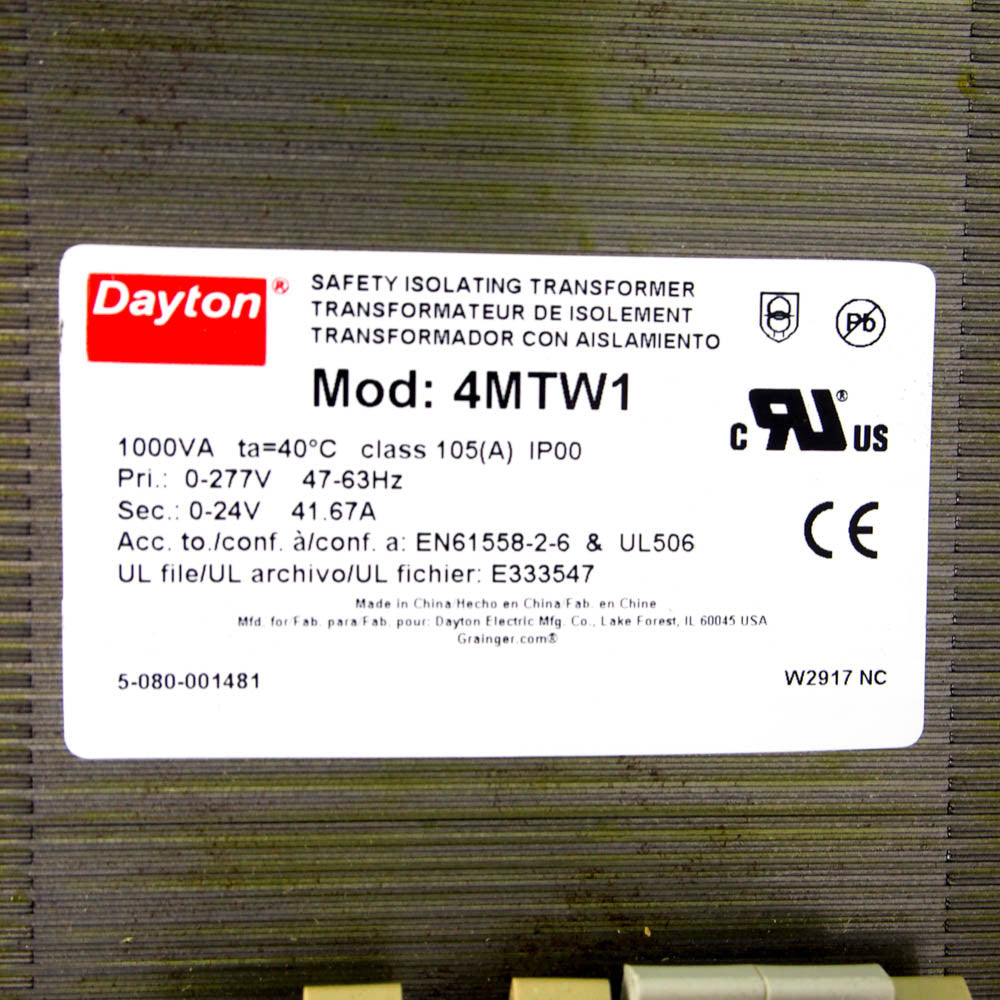 Dayton®
SAFETY ISOLATING TRANSFORMER
TRANSFORMATEUR DE ISOLEMENT
TRANSFORMADOR CON AISLAMIENTO
Pb
Mod: 4MTW1
c RU® US
1000VA ta=40°C class 105(A) IP00
Pri.: 0-277V 47-63Hz
Sec.: 0-24V 41.67A
CE
Acc. to./conf. à/conf. a: EN61558-2-6 & UL506
UL file/UL archivo/UL fichier: E333547
Made in China/Hecho en China/Fab. en Chine
Mfd. for/Fab. para/Fab. pour: Dayton Electric Mfg. Co., Lake Forest, IL 60045 USA
Grainger.com®
5-080-001481
W2917 NC